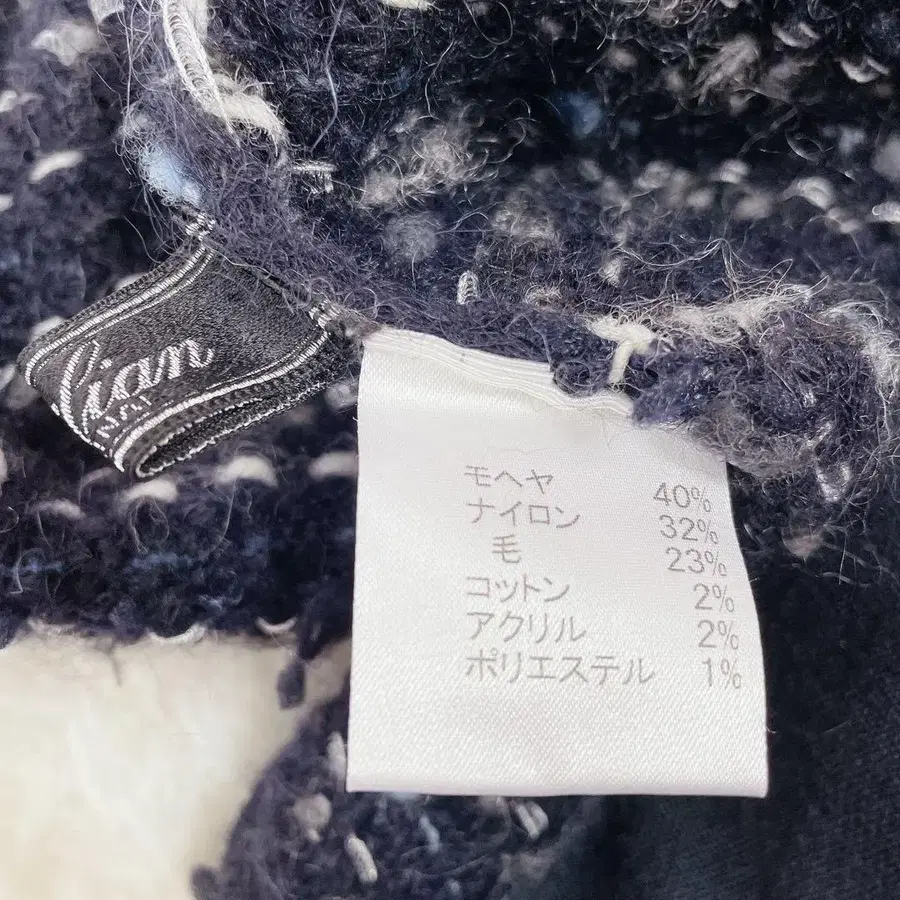 lian
モヘヤ 40%
ナイロン 32%
毛 23%
コットン 2%
アクリル 2%
ポリエステル 1%